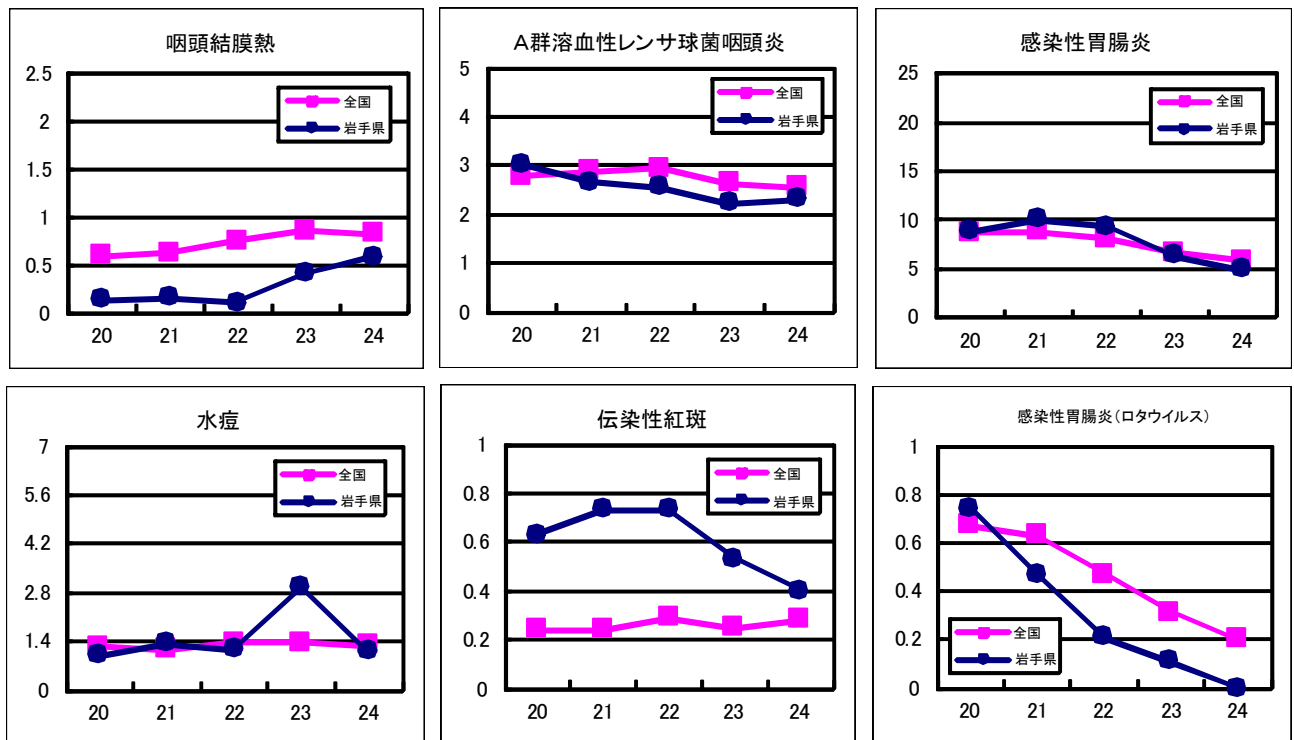 咽頭結膜熱
2.5
2
1.5
1
0.5
0
全国
岩手県
20 21 22 23 24
A群溶血性レンサ球菌咽頭炎
5
4
3
2
1
0
全国
岩手県
20 21 22 23 24
感染性胃腸炎
25
20
15
10
5
0
全国
岩手県
20 21 22 23 24
水痘
7
5.6
4.2
2.8
1.4
0
全国
岩手県
20 21 22 23 24
伝染性紅斑
1
0.8
0.6
0.4
0.2
0
全国
岩手県
20 21 22 23 24
感染性胃腸炎(ロタウイルス)
1
0.8
0.6
0.4
0.2
0
全国
岩手県
20 21 22 23 24